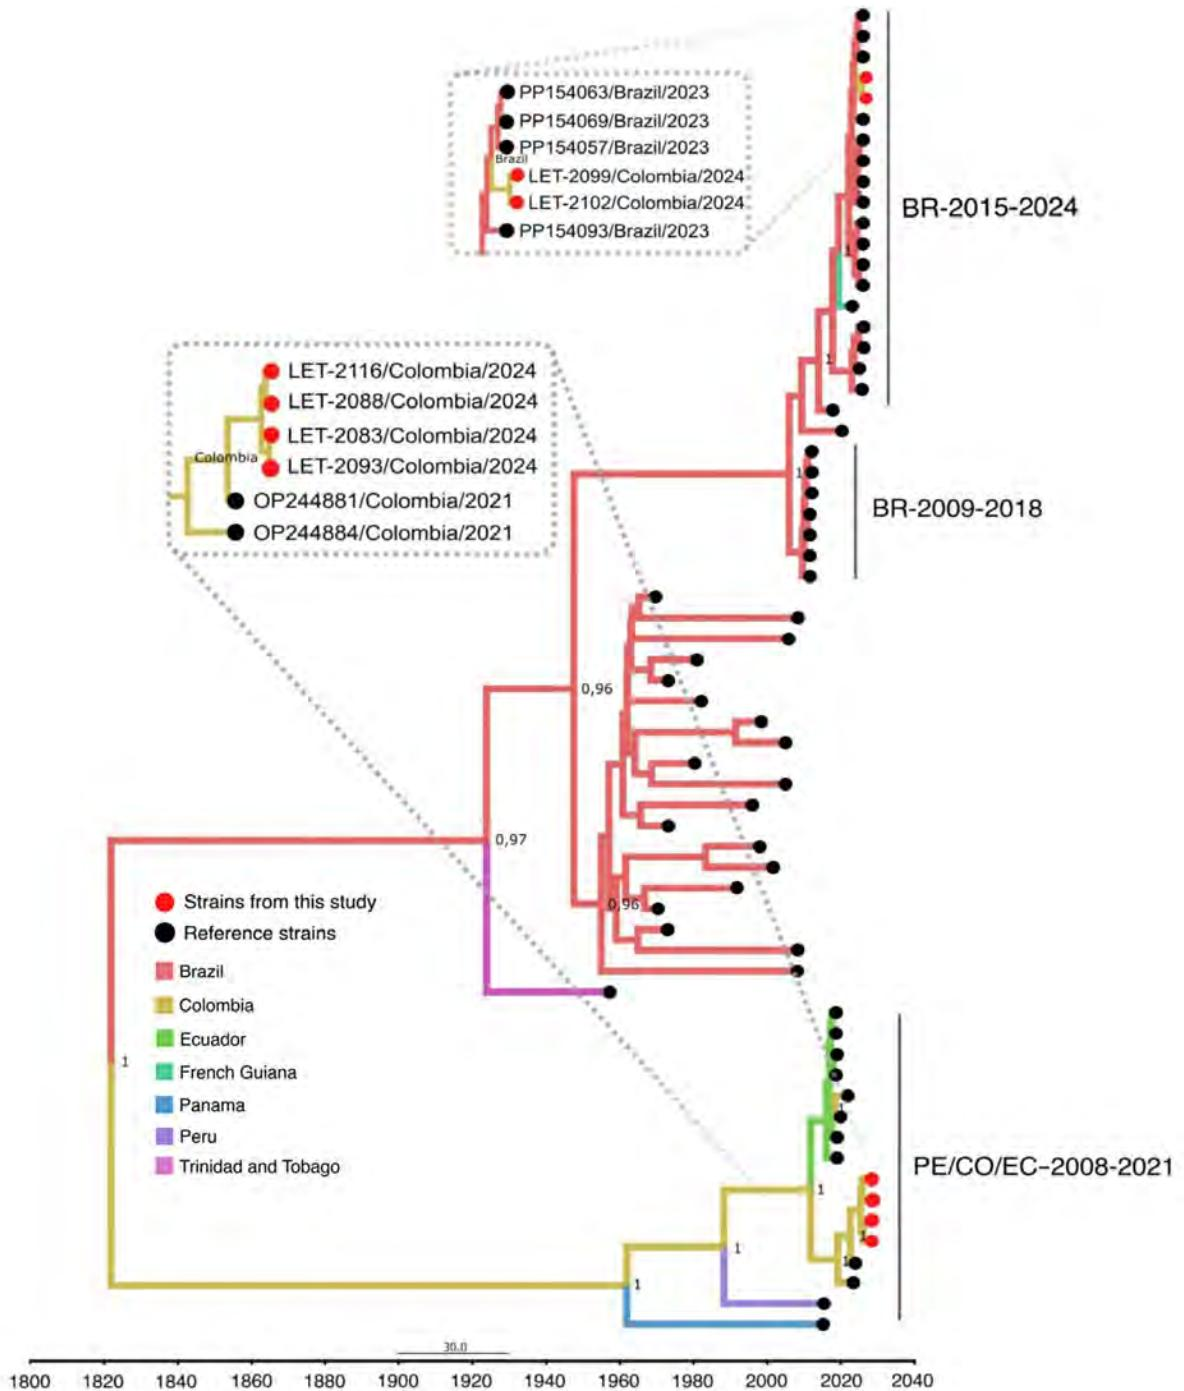 PP154063/Brazil/2023
PP154069/Brazil/2023
PP154057/Brazil/2023
Brazil
LET-2099/Colombia/2024
LET-2102/Colombia/2024
PP154093/Brazil/2023
BR-2015-2024
1
1
LET-2116/Colombia/2024
LET-2088/Colombia/2024
LET-2083/Colombia/2024
Colombia
LET-2093/Colombia/2024
OP244881/Colombia/2021
OP244884/Colombia/2021
1
BR-2009-2018
0,96
0,97
0,96
Strains from this study
Reference strains
Brazil
Colombia
Ecuador
French Guiana
Panama
Peru
Trinidad and Tobago
1
1
PE/CO/EC–2008-2021
1
1
1
1
1
30.0
1800 1820 1840 1860 1880 1900 1920 1940 1960 1980 2000 2020 2040